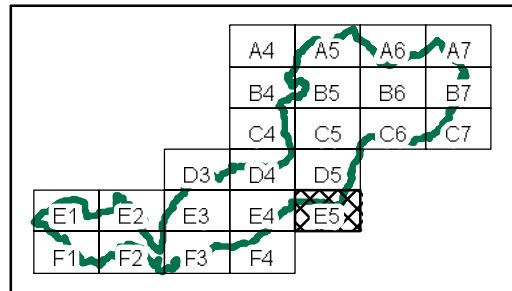 A4 A5 A6 A7
B4 B5 B6 B7
C4 C5 C6 C7
D3 D4 D5
E1 E2 E3 E4 E5
F1 F2 F3 F4